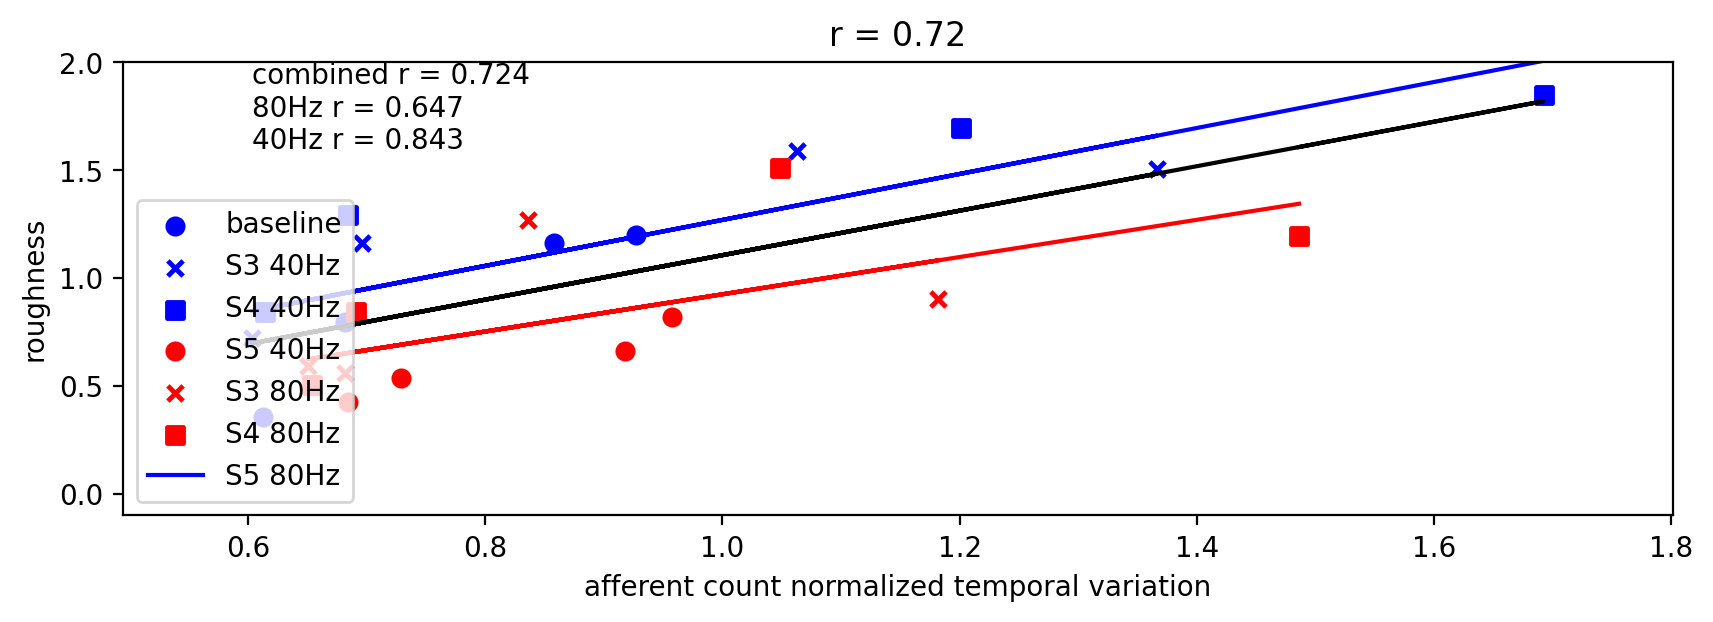 r = 0.72
combined r = 0.724
80Hz r = 0.647
40Hz r = 0.843
2.0
1.5
1.0
0.5
0.0
roughness
baseline
S3 40Hz
S4 40Hz
S5 40Hz
S3 80Hz
S4 80Hz
S5 80Hz
0.6 0.8 1.0 1.2 1.4 1.6 1.8
afferent count normalized temporal variation